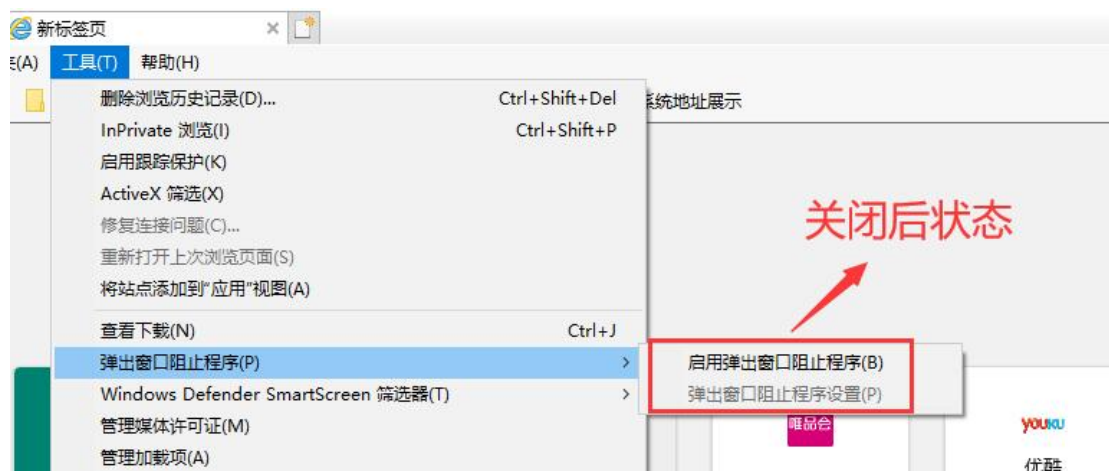 新标签页
(A) 工具(T) 帮助(H)
删除浏览历史记录(D)... Ctrl+Shift+Del
系统地址展示
InPrivate 浏览(I) Ctrl+Shift+P
启用跟踪保护(K)
ActiveX 筛选(X)
修复连接问题(C)...
重新打开上次浏览页面(S)
将站点添加到“应用”视图(A)
关闭后状态
查看下载(N) Ctrl+J
弹出窗口阻止程序(P)
启用弹出窗口阻止程序(B)
Windows Defender SmartScreen 筛选器(T)
弹出窗口阻止程序设置(P)
管理媒体许可证(M)
唯品会
YOUKU
管理加载项(A)
优酷